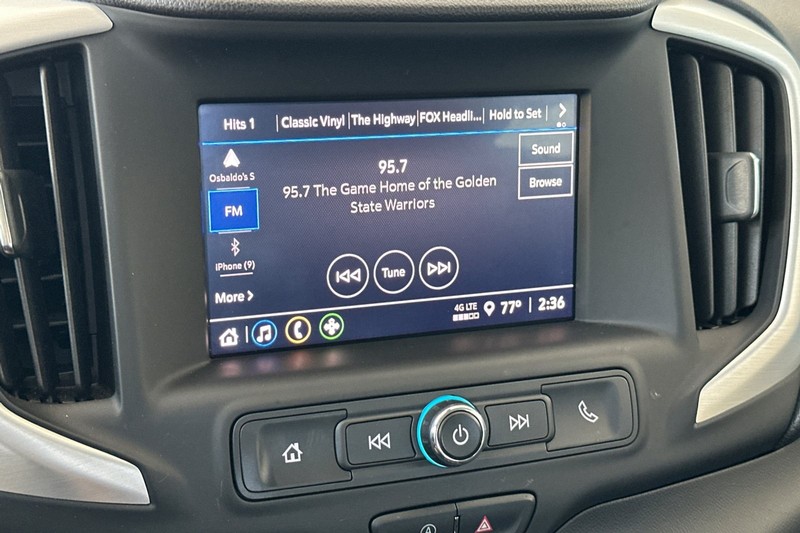 Hits 1 Classic Vinyl The Highway FOX Headli... Hold to Set
Osbaldo's S
FM
iPhone (9)
More
95.7
95.7 The Game Home of the Golden
State Warriors
Sound
Browse
Tune
4G LTE 77° 2:36